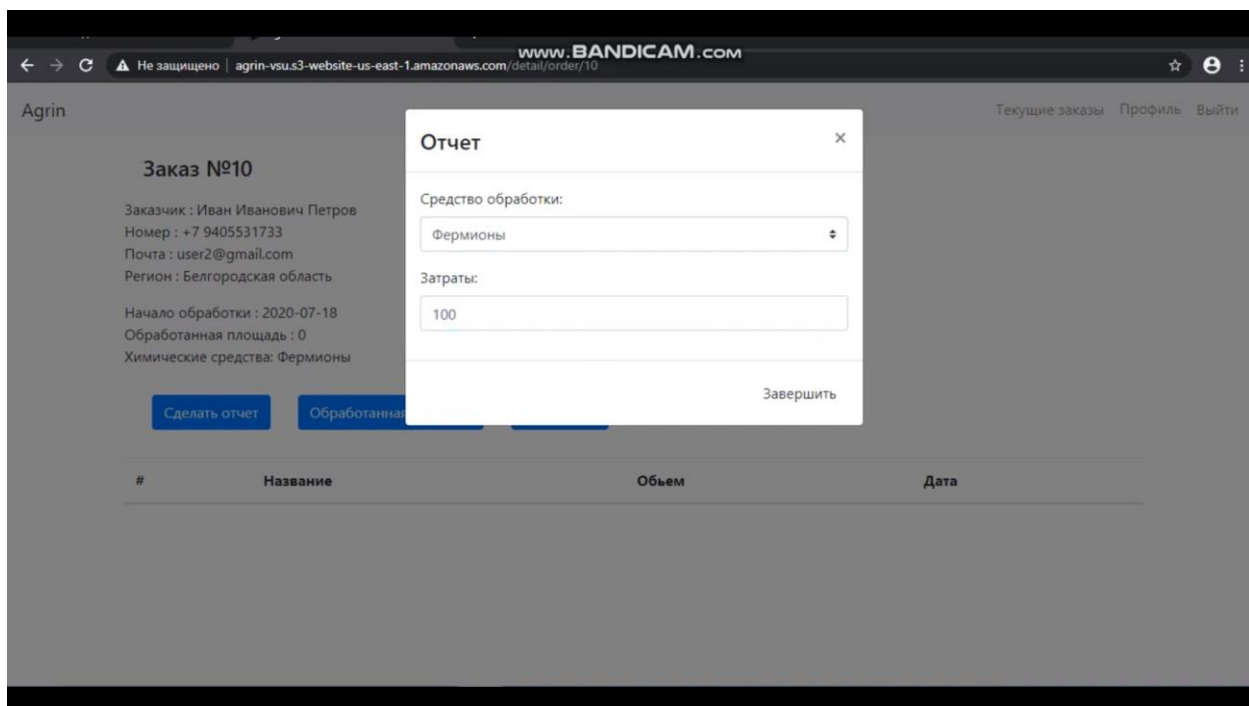 www.BANDICAM.com
Не защищено | agrin-vsu.s3-website-us-east-1.amazonaws.com/detail/order/10
Agrin
Текущие заказы Профиль Выйти
Отчет ×
Заказ №10
Средство обработки:
Заказчик : Иван Иванович Петров
Номер : +7 9405531733
Фермионы
Почта : user2@gmail.com
Регион : Белгородская область
Затраты:
Начало обработки : 2020-07-18
100
Обработанная площадь : 0
Химические средства: Фермионы
Завершить
Сделать отчет
Обработанная
# Название Обьем Дата